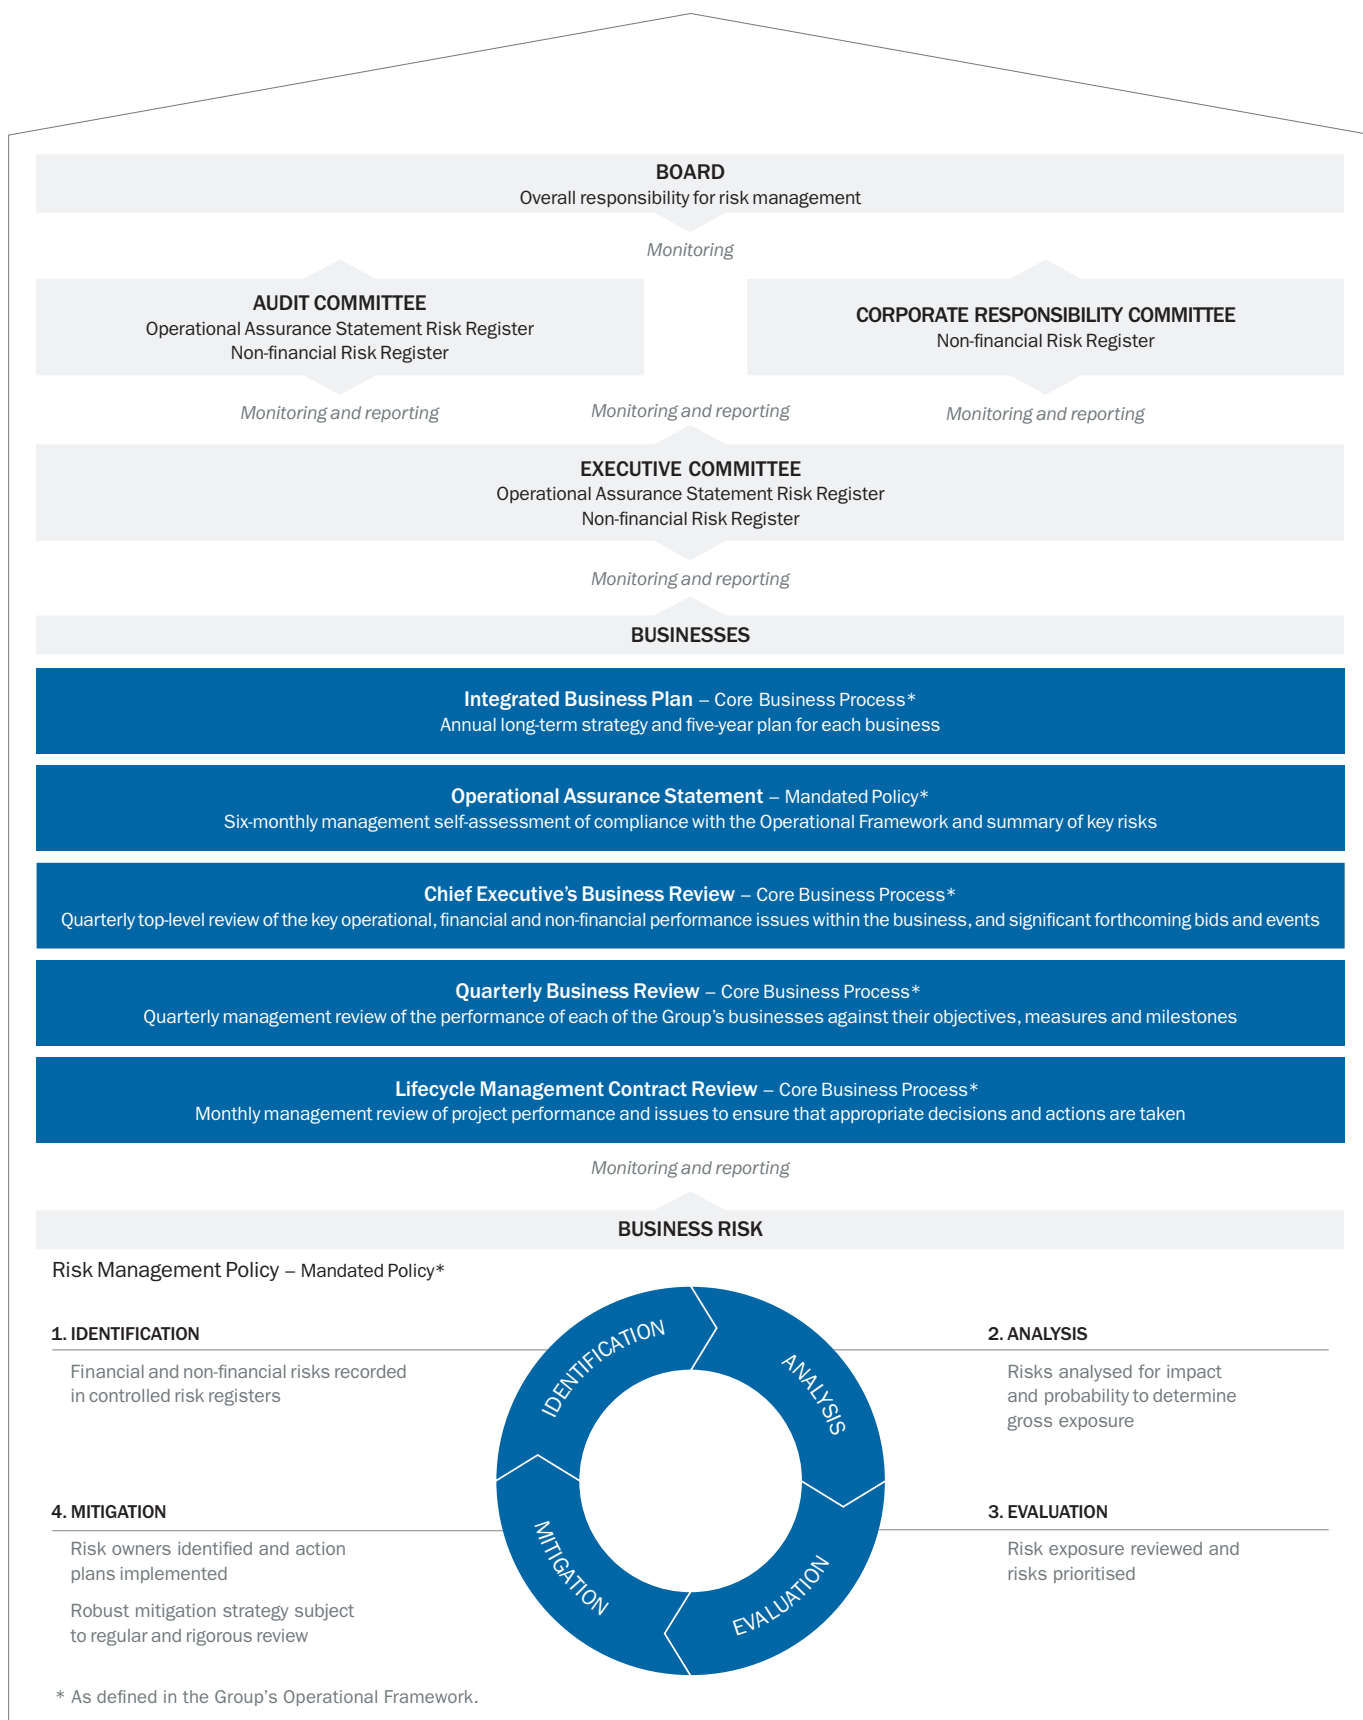 BOARD
Overall responsibility for risk management
Monitoring
AUDIT COMMITTEE
Operational Assurance Statement Risk Register
Non-financial Risk Register
CORPORATE RESPONSIBILITY COMMITTEE
Non-financial Risk Register
Monitoring and reporting
Monitoring and reporting
Monitoring and reporting
EXECUTIVE COMMITTEE
Operational Assurance Statement Risk Register
Non-financial Risk Register
Monitoring and reporting
BUSINESSES
Integrated Business Plan – Core Business Process*
Annual long-term strategy and five-year plan for each business
Operational Assurance Statement – Mandated Policy*
Six-monthly management self-assessment of compliance with the Operational Framework and summary of key risks
Chief Executive's Business Review – Core Business Process*
Quarterly top-level review of the key operational, financial and non-financial performance issues within the business, and significant forthcoming bids and events
Quarterly Business Review – Core Business Process*
Quarterly management review of the performance of each of the Group's businesses against their objectives, measures and milestones
Lifecycle Management Contract Review – Core Business Process*
Monthly management review of project performance and issues to ensure that appropriate decisions and actions are taken
Monitoring and reporting
BUSINESS RISK
Risk Management Policy – Mandated Policy*
1. IDENTIFICATION
Financial and non-financial risks recorded
in controlled risk registers
2. ANALYSIS
Risks analysed for impact
and probability to determine
gross exposure
IDENTIFICATION
ANALYSIS
EVALUATION
MITIGATION
4. MITIGATION
Risk owners identified and action
plans implemented
Robust mitigation strategy subject
to regular and rigorous review
3. EVALUATION
Risk exposure reviewed and
risks prioritised
* As defined in the Group's Operational Framework.